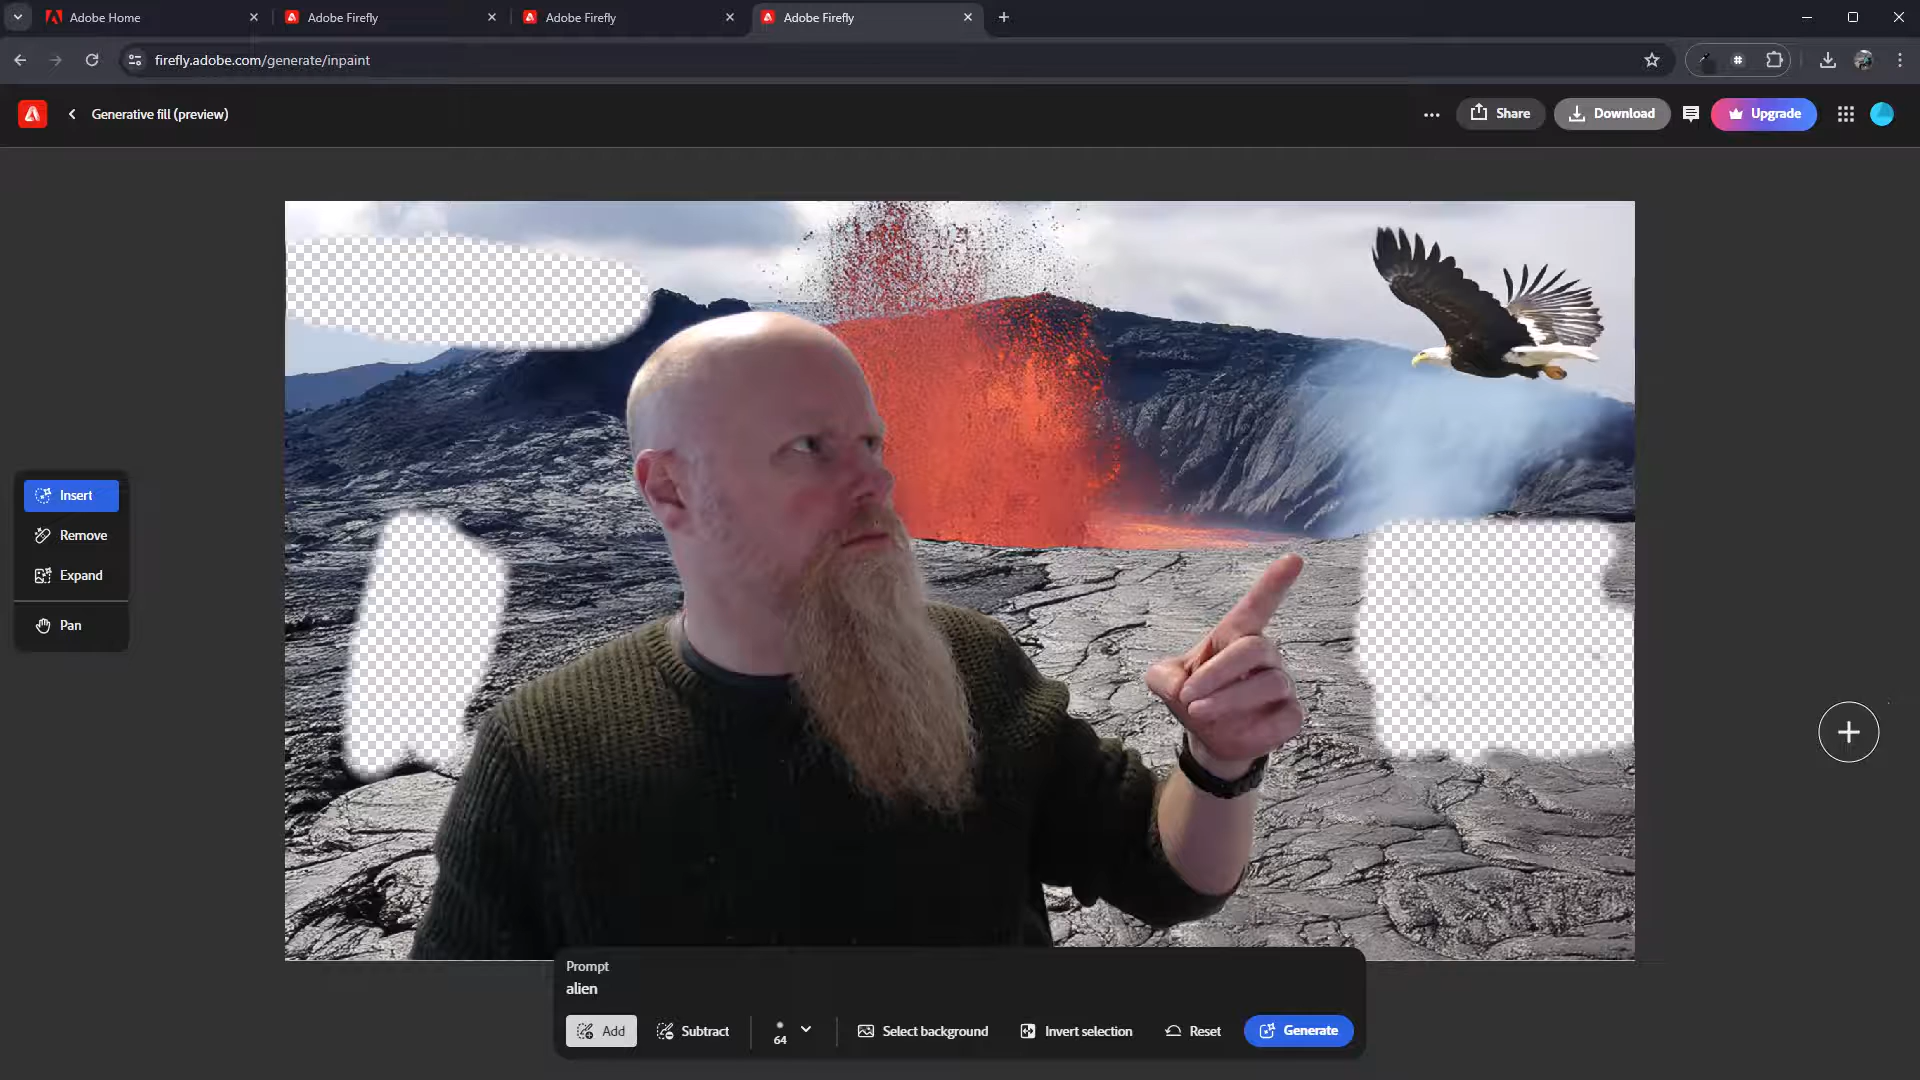 Adobe Home
Adobe Firefly
Adobe Firefly
Adobe Firefly
firefly.adobe.com/generate/inpaint
Generative fill (preview)
Share
Download
Upgrade
Insert
Remove
Expand
Pan
Prompt
alien
Add
Subtract
64
Select background
Invert selection
Reset
Generate